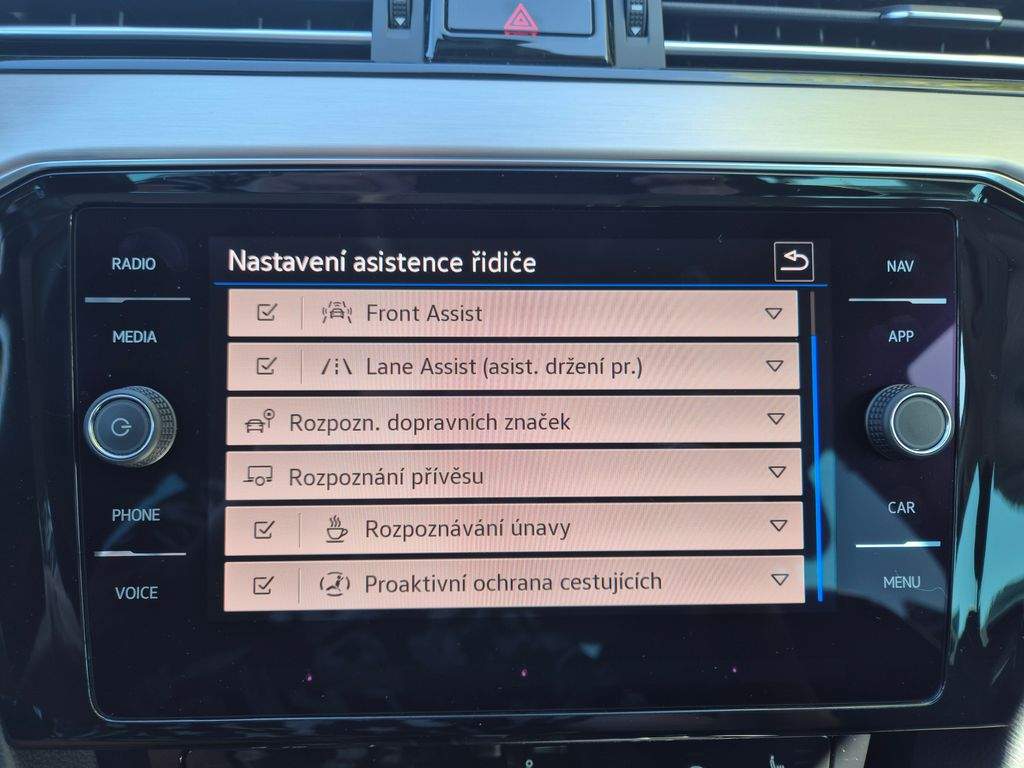 RADIO
MEDIA
PHONE
VOICE
Nastavení asistence řidiče
Front Assist
Lane Assist (asist. držení pr.)
Rozpozn. dopravních značek
Rozpoznání přívěsu
Rozpoznávání únavy
Proaktivní ochrana cestujících
NAV
APP
CAR
MENU